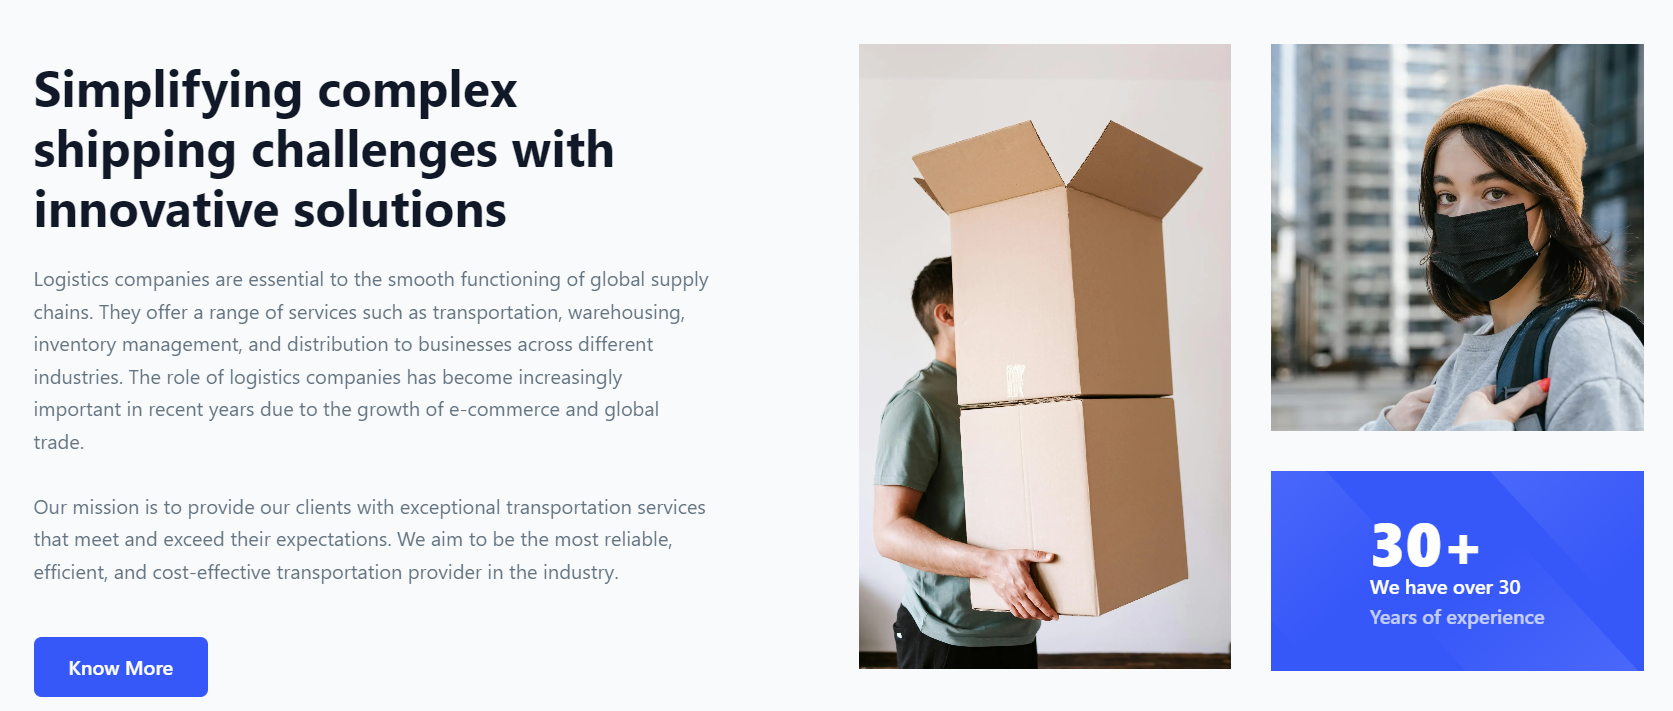 Simplifying complex
shipping challenges with
innovative solutions
Logistics companies are essential to the smooth functioning of global supply
chains. They offer a range of services such as transportation, warehousing,
inventory management, and distribution to businesses across different
industries. The role of logistics companies has become increasingly
important in recent years due to the growth of e-commerce and global
trade.
Our mission is to provide our clients with exceptional transportation services
that meet and exceed their expectations. We aim to be the most reliable,
efficient, and cost-effective transportation provider in the industry.
Know More
30+
We have over 30
Years of experience